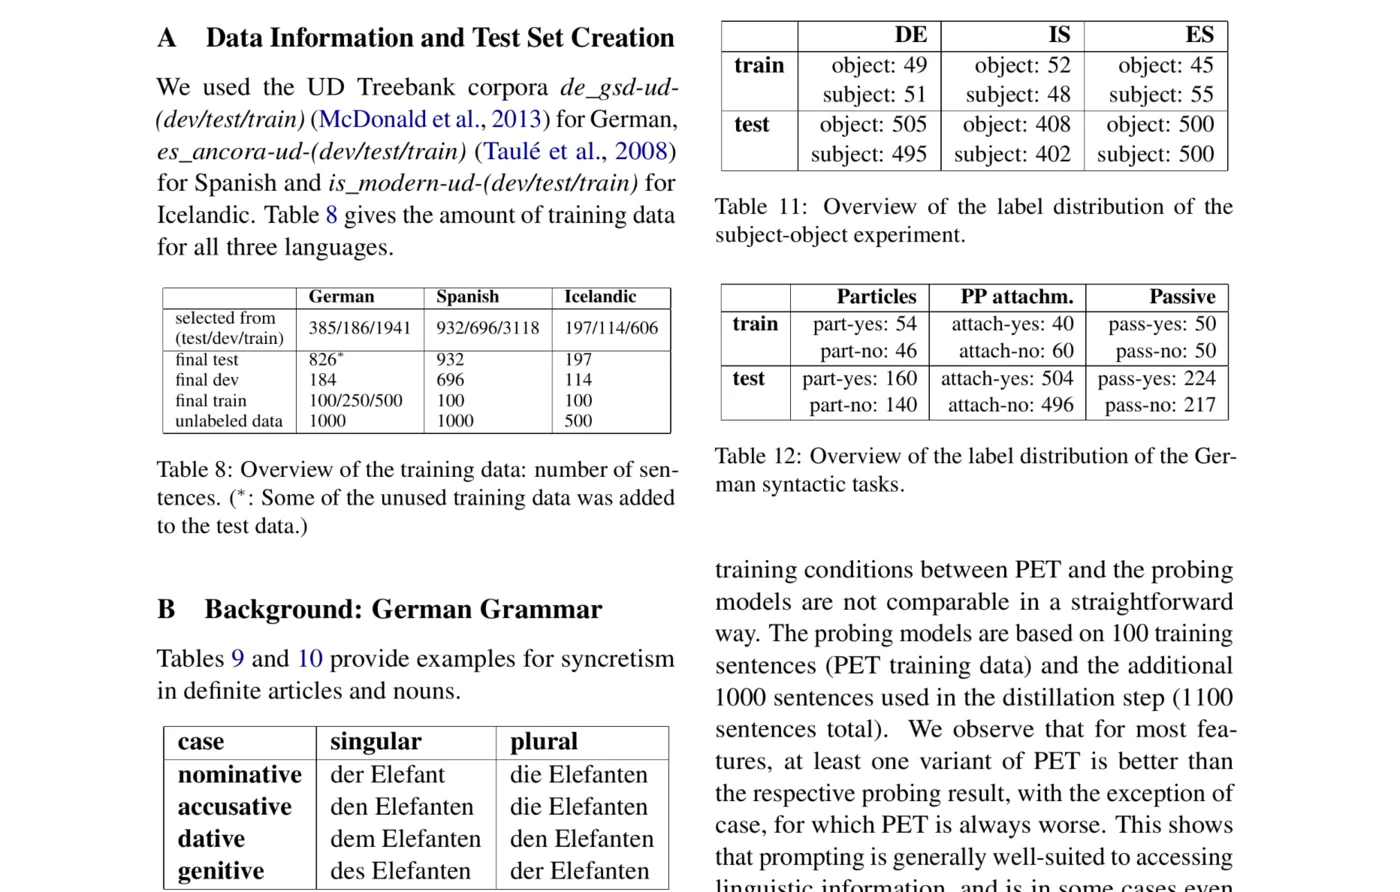 A Data Information and Test Set Creation
We used the UD Treebank corpora de_gsd-ud-
(dev/test/train) (McDonald et al., 2013) for German,
es_ancora-ud-(dev/test/train) (Taulé et al., 2008)
for Spanish and is_modern-ud-(dev/test/train) for
Icelandic. Table 8 gives the amount of training data
for all three languages.
German Spanish Icelandic
selected from
(test/dev/train) 385/186/1941 932/696/3118 197/114/606
final test 826* 932 197
final dev 184 696 114
final train 100/250/500 100 100
unlabeled data 1000 1000 500
Table 8: Overview of the training data: number of sen-
tences. (*: Some of the unused training data was added
to the test data.)
B Background: German Grammar
Tables 9 and 10 provide examples for syncretism
in definite articles and nouns.
case singular plural
nominative der Elefant die Elefanten
accusative den Elefanten die Elefanten
dative dem Elefanten den Elefanten
genitive des Elefanten der Elefanten
DE IS ES
train object: 49 object: 52 object: 45
subject: 51 subject: 48 subject: 55
test object: 505 object: 408 object: 500
subject: 495 subject: 402 subject: 500
Table 11: Overview of the label distribution of the
subject-object experiment.
Particles PP attachm. Passive
train part-yes: 54 attach-yes: 40 pass-yes: 50
part-no: 46 attach-no: 60 pass-no: 50
test part-yes: 160 attach-yes: 504 pass-yes: 224
part-no: 140 attach-no: 496 pass-no: 217
Table 12: Overview of the label distribution of the Ger-
man syntactic tasks.
training conditions between PET and the probing
models are not comparable in a straightforward
way. The probing models are based on 100 training
sentences (PET training data) and the additional
1000 sentences used in the distillation step (1100
sentences total). We observe that for most fea-
tures, at least one variant of PET is better than
the respective probing result, with the exception of
case, for which PET is always worse. This shows
that prompting is generally well-suited to accessing
linguistic information, and is in some cases even